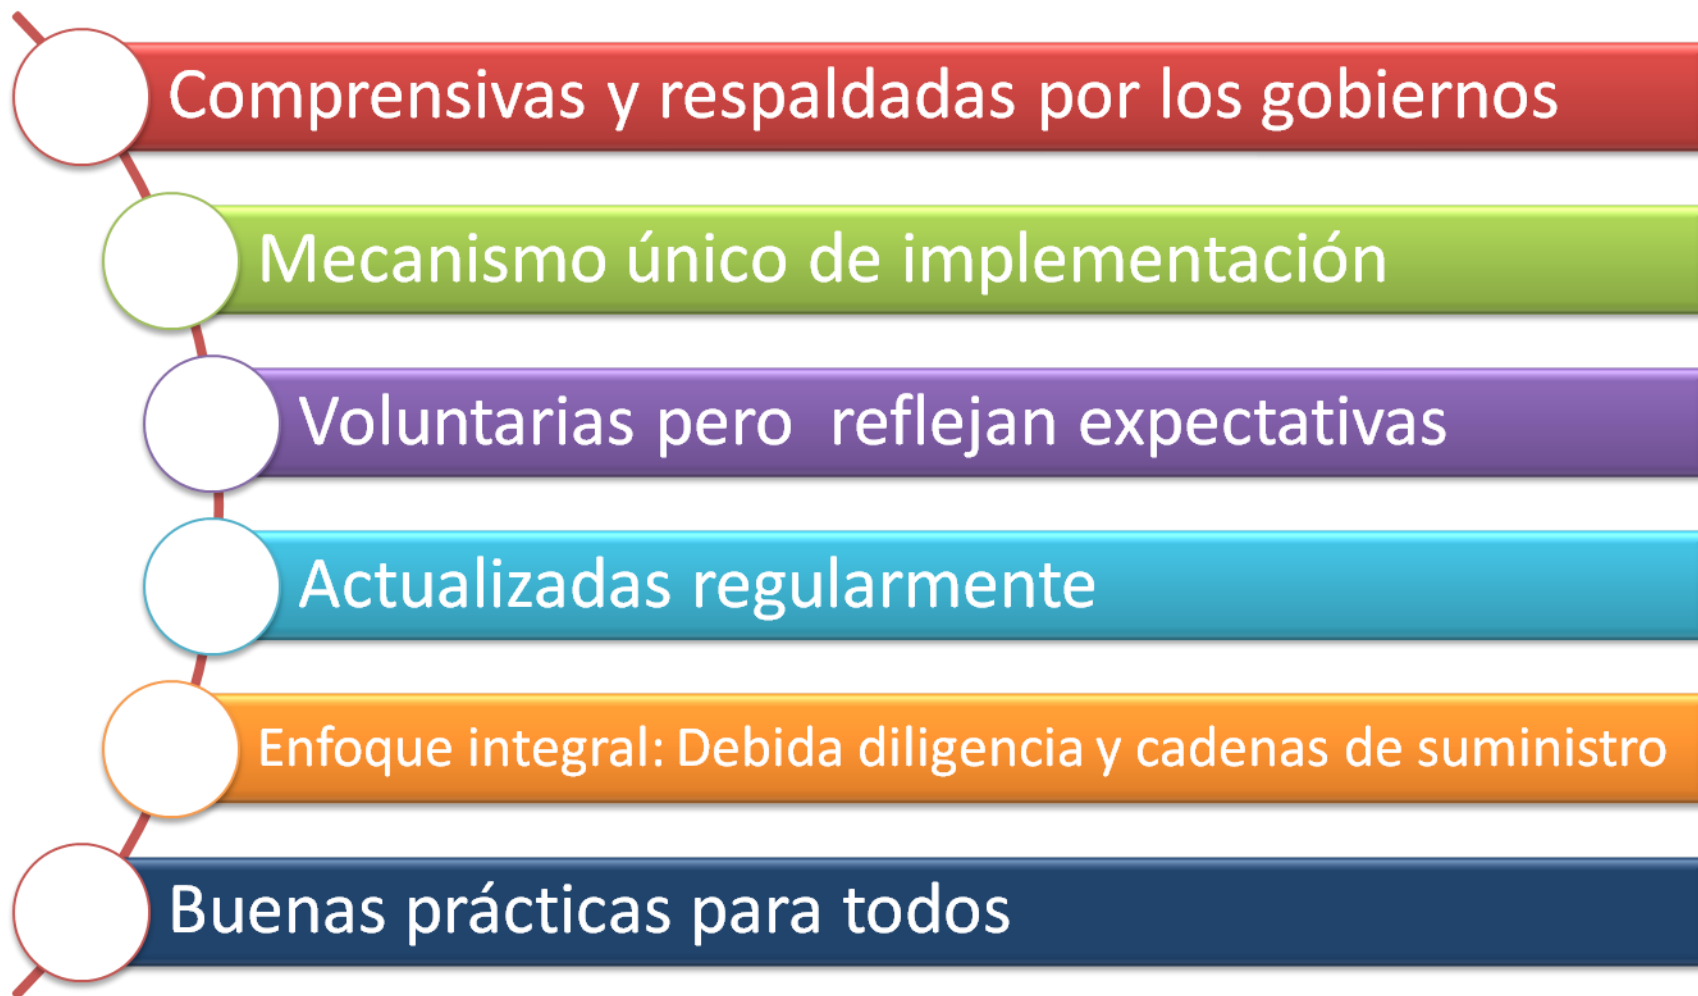 Comprensivas y respaldadas por los gobiernos
Mecanismo único de implementación
Voluntarias pero  reflejan expectativas
Actualizadas regularmente
Enfoque integral: Debida diligencia y cadenas de suministro
Buenas prácticas para todos